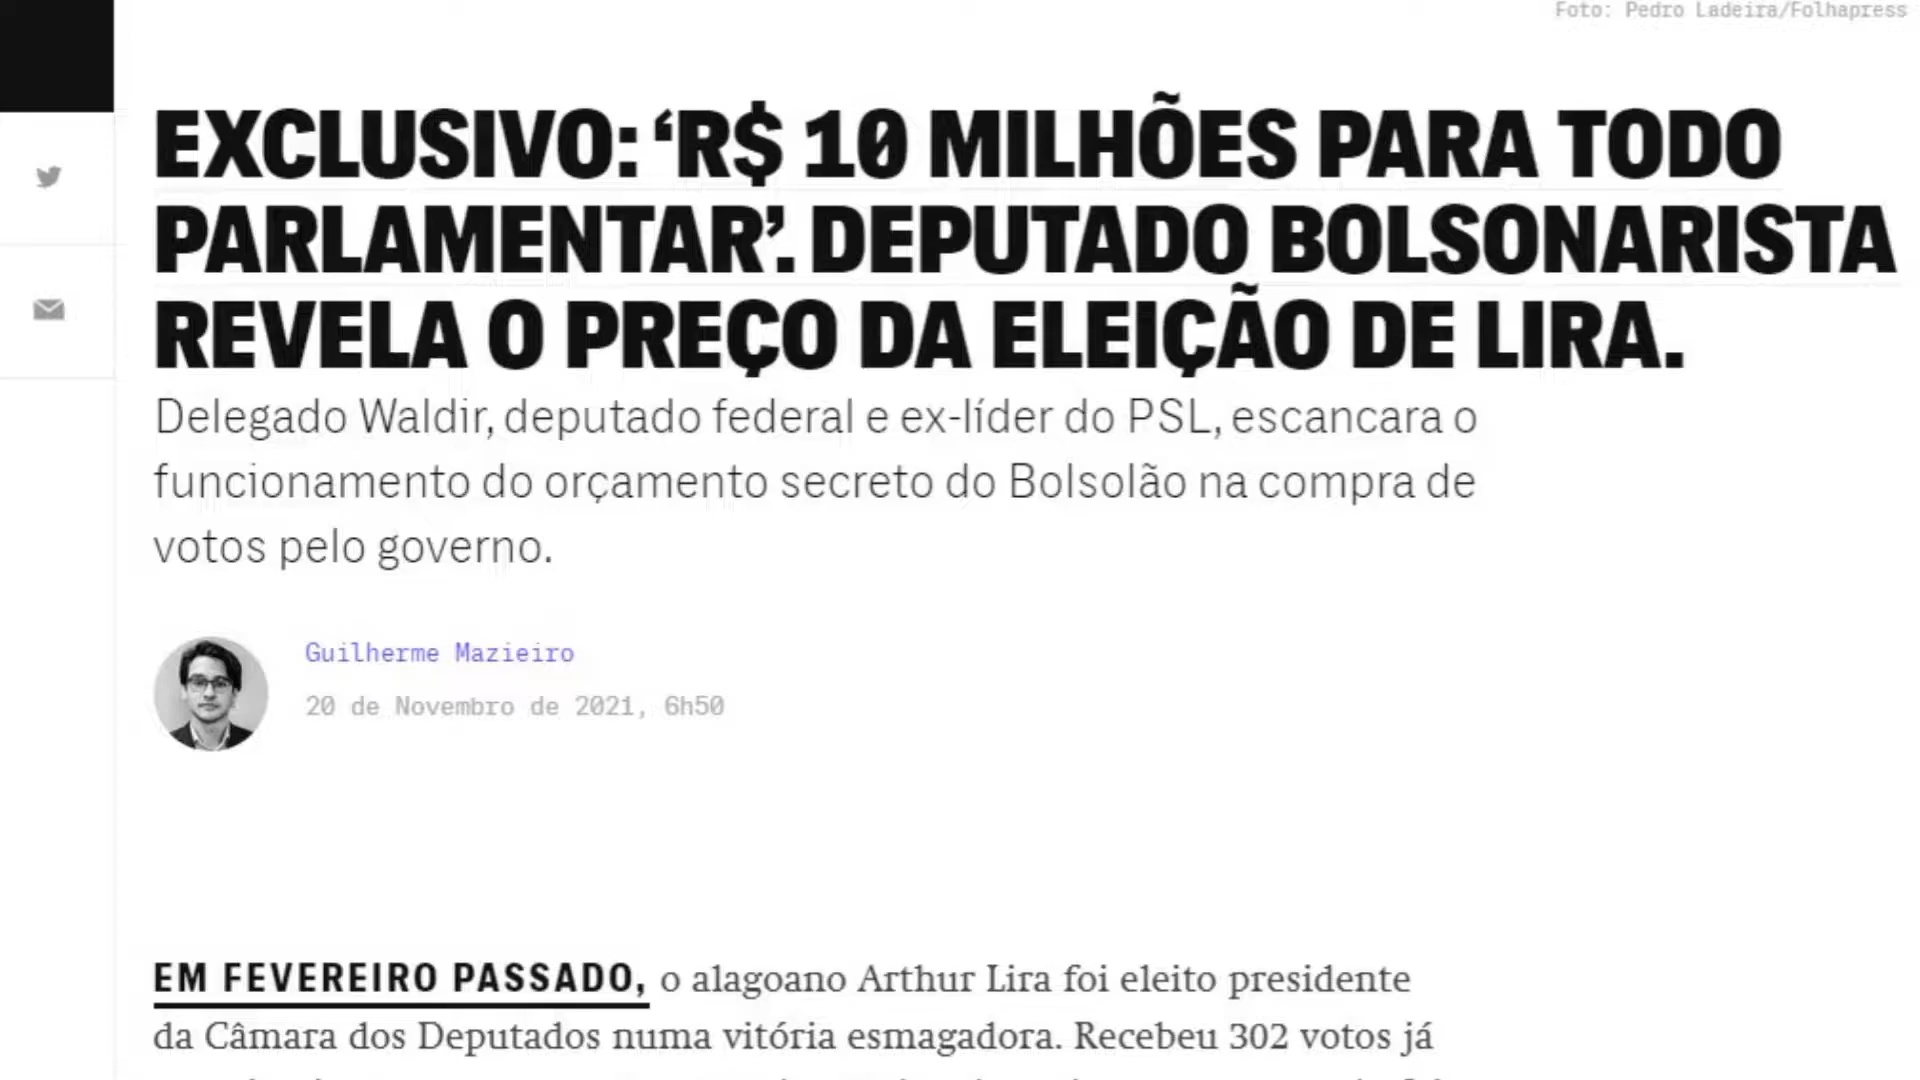 Foto: Pedro Ladeira/Folhapress
EXCLUSIVO: ‘R$ 10 MILHÕES PARA TODO
PARLAMENTAR’. DEPUTADO BOLSONARISTA
REVELA O PREÇO DA ELEIÇÃO DE LIRA.
Delegado Waldir, deputado federal e ex-líder do PSL, escancara o
funcionamento do orçamento secreto do Bolsolão na compra de
votos pelo governo.
Guilherme Mazieiro
20 de Novembro de 2021, 6h50
EM FEVEREIRO PASSADO, o alagoano Arthur Lira foi eleito presidente
da Câmara dos Deputados numa vitória esmagadora. Recebeu 302 votos já